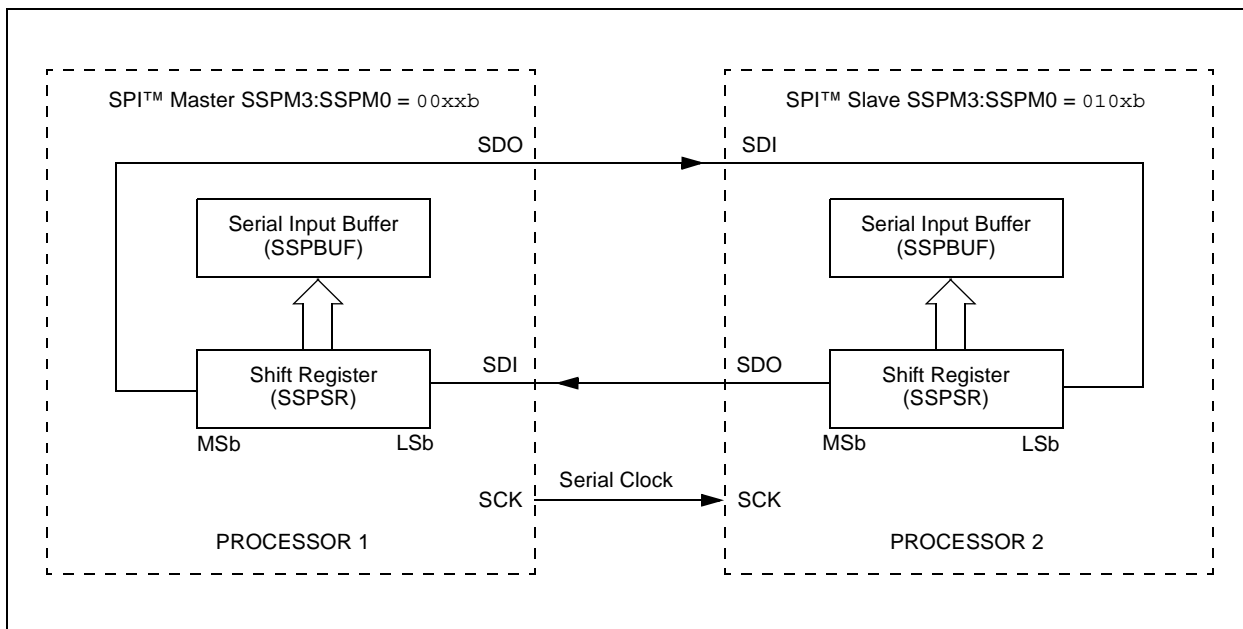 SPI™ Master SSPM3:SSPM0 = 00xxb
SDO
Serial Input Buffer
(SSPBUF)
Shift Register
(SSPSR)
MSb
LSb
SDI
SCK
PROCESSOR 1
Serial Clock
SPI™ Slave SSPM3:SSPM0 = 010xb
SDI
Serial Input Buffer
(SSPBUF)
SDO
Shift Register
(SSPSR)
MSb
LSb
SCK
PROCESSOR 2